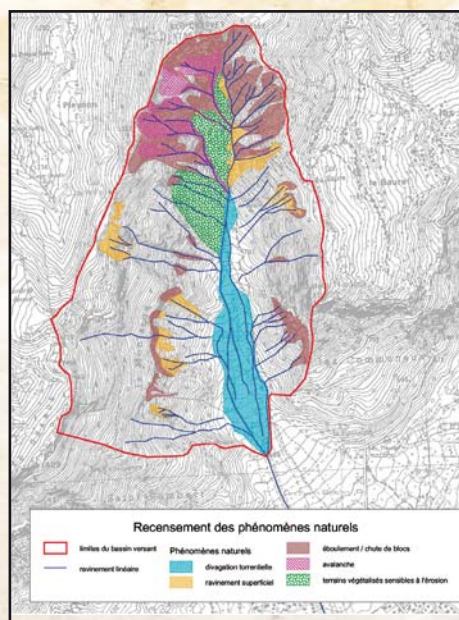 Recensement des phénomènes naturels
limites du bassin versant
ravinement linéaire
Phénomènes naturels
divagation torrentielle
ravinement superficiel
éboulement / chute de blocs
avalanche
terrains végétalisés sensibles à l'érosion